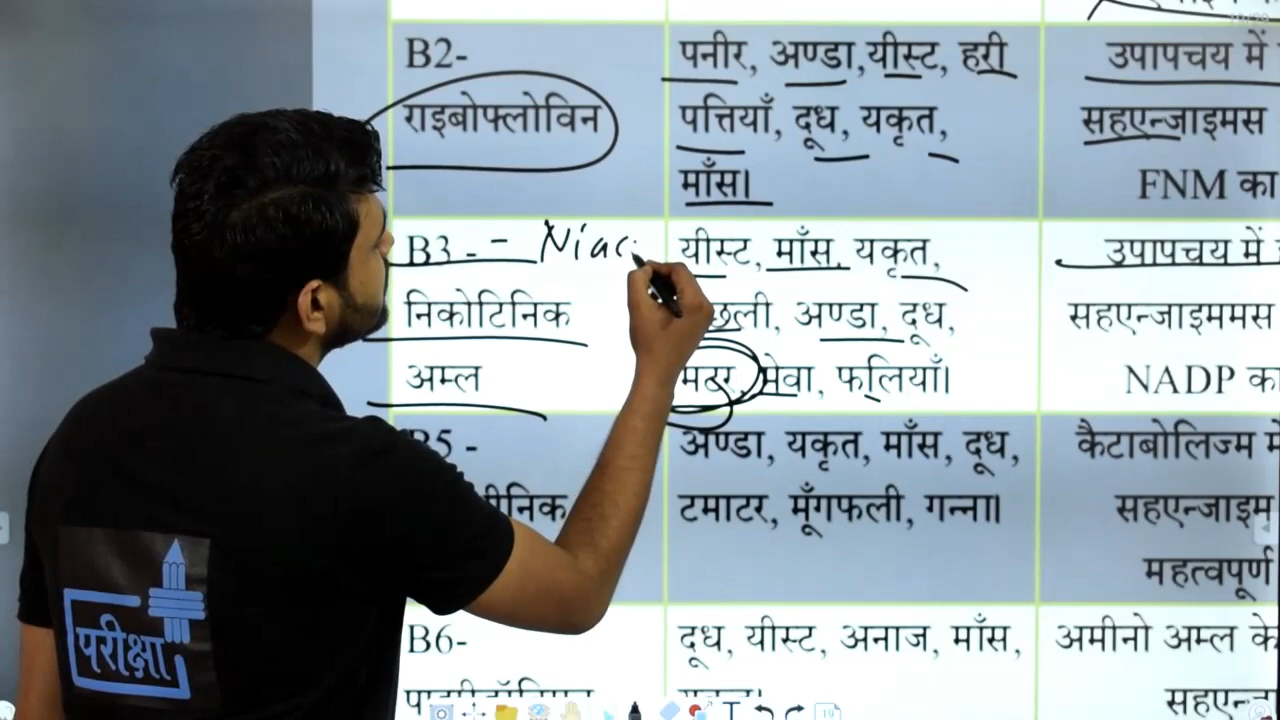 B2-
राइबोफ्लोविन
पनीर, अण्डा,यीस्ट, हरी
पत्तियाँ, दूध, यकृत,
माँस।
उपापचय में
सहएन्जाइमस
FNM का
B3 - - Niaci
निकोटिनिक
अम्ल
यीस्ट, माँस, यकृत,
छली, अण्डा, दूध,
मटर, मेवा, फलियाँ।
उपापचय में
सहएन्जाइममस
NADP का
B5 -
अण्डा, यकृत, माँस, दूध,
टमाटर, मूँगफली, गन्ना।
कैटाबोलिज्म में
सहएन्जाइम
महत्वपूर्ण
B6-
दूध, यीस्ट, अनाज, माँस,
अमीनो अम्ल के
परीक्षा
19